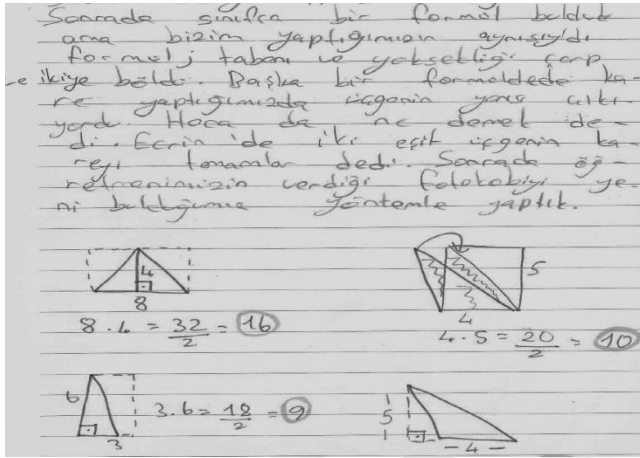 Sonrada sınıfca bir formül bulduk
ama bizim yaptığımızın aynısıydı
formülü tabanı ve yüksekliği çarp
ve ikiye böldü. Başka bir formüldede ka-
re yaptığımızda üçgenin yarısı çıkı
yordu. Hoca da, ne demek de-
di. Ecrin 'de iki eşit üçgenin ka-
reyi tamamlar dedi. Sonrada öğ-
retmenimizin verdiği fotokobiyi ye-
ni bulduğumuz yöntemle yaptık.
4
8
8 . 4 = 32/2 = 16
5
4
4 . 5 = 20/2 = 10
6
3
3 . 6 = 18/2 = 9
5
4